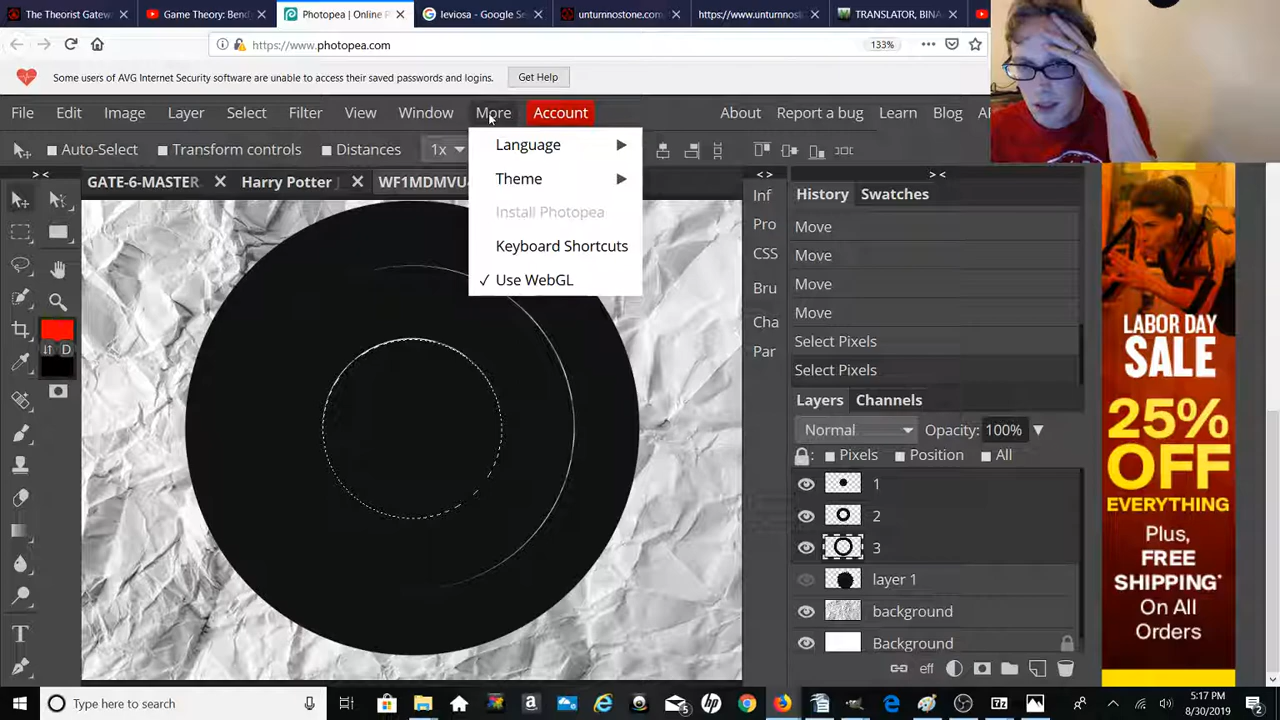 The Theorist Gateway
Game Theory: Bend
Photopea | Online P
leviosa - Google Se
unturnnostone.com
https://www.unturnnos
TRANSLATOR, BINA
https://www.photopea.com
133%
Some users of AVG Internet Security software are unable to access their saved passwords and logins.
Get Help
File Edit Image Layer Select Filter View Window More Account About Report a bug Learn Blog
Language
Theme
Install Photopea
Keyboard Shortcuts
✓ Use WebGL
Auto-Select Transform controls Distances 1x
GATE-6-MASTER
Harry Potter
WF1MDMVU
Inf
Pro
CSS
Bru
Cha
Par
History Swatches
Move
Move
Move
Move
Select Pixels
Select Pixels
Layers Channels
Normal Opacity: 100%
Pixels Position All
1
2
3
layer 1
background
Background
eff
D
T
LABOR DAY
SALE
25%
OFF
EVERYTHING
Plus,
FREE
SHIPPING*
On All
Orders
Type here to search
5:17 PM
8/30/2019